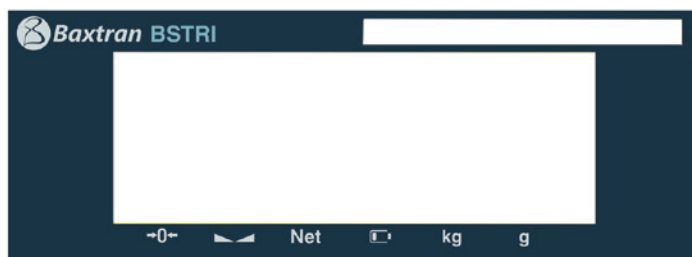 Baxtran BSTRI
→0← Net kg g